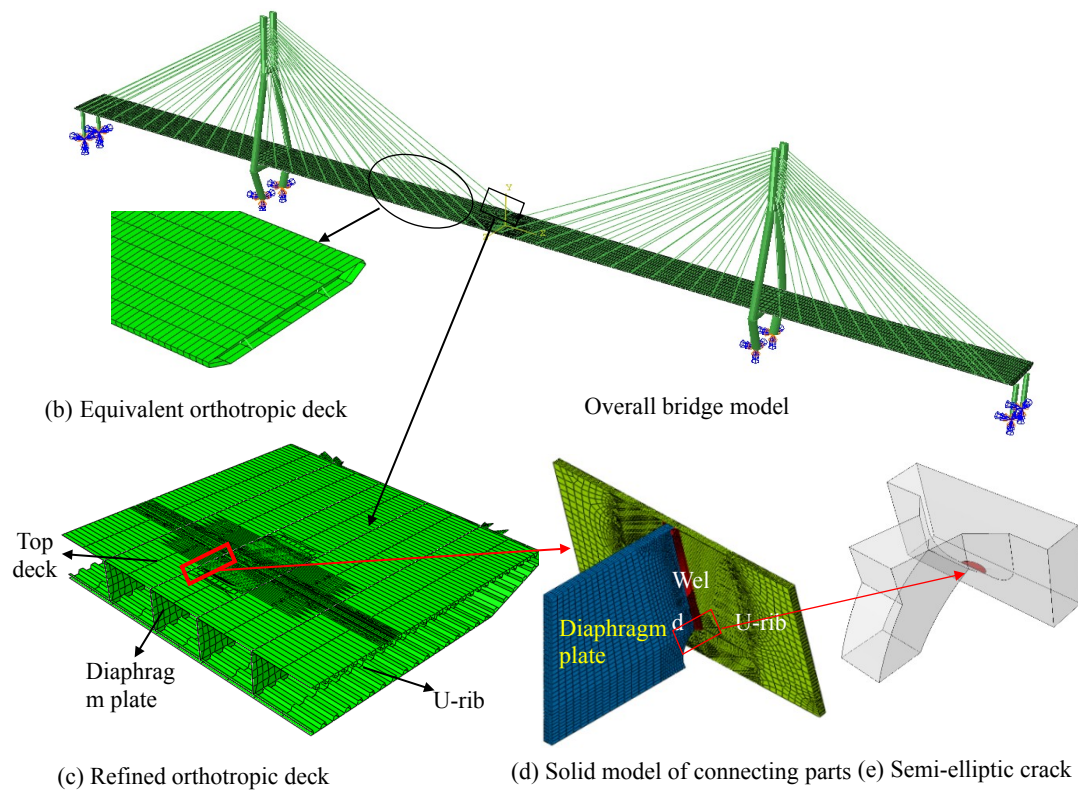 Y
Z
(b) Equivalent orthotropic deck
Overall bridge model
Top
deck
Diaphrag
m plate
U-rib
Wel
d
U-rib
Diaphragm
plate
(c) Refined orthotropic deck
(d) Solid model of connecting parts
(e) Semi-elliptic crack